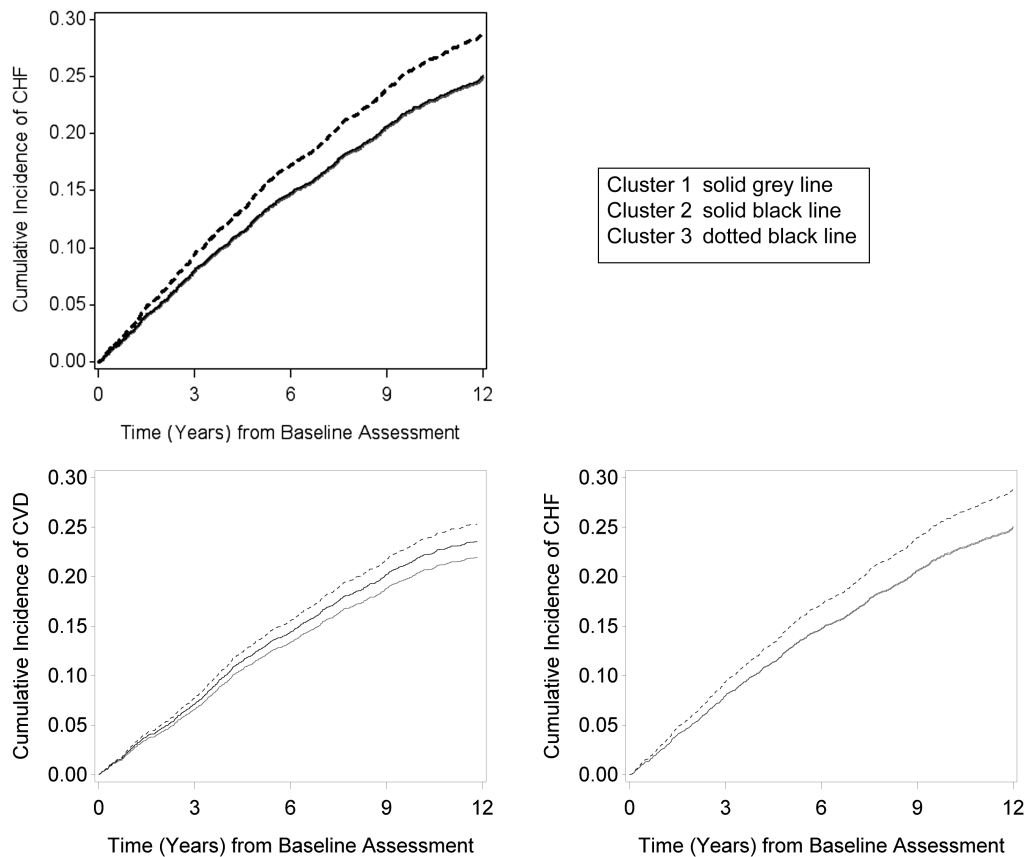 Cumulative Incidence of CHF
0.30
0.25
0.20
0.15
0.10
0.05
0.00
0 3 6 9 12
Time (Years) from Baseline Assessment
Cluster 1 solid grey line
Cluster 2 solid black line
Cluster 3 dotted black line
Cumulative Incidence of CVD
0.30
0.25
0.20
0.15
0.10
0.05
0.00
0 3 6 9 12
Time (Years) from Baseline Assessment
Cumulative Incidence of CHF
0.30
0.25
0.20
0.15
0.10
0.05
0.00
0 3 6 9 12
Time (Years) from Baseline Assessment